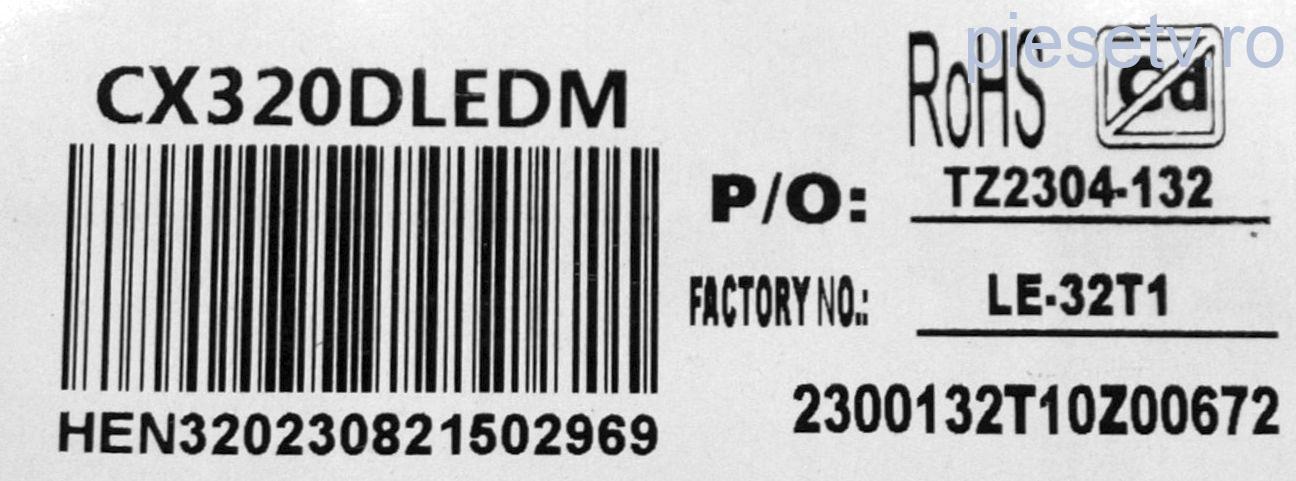 piesetv.ro
CX320DLEDM
RoHS Cd
P/O: TZ2304-132
FACTORY NO.: LE-32T1
HEN320230821502969
2300132T10Z00672